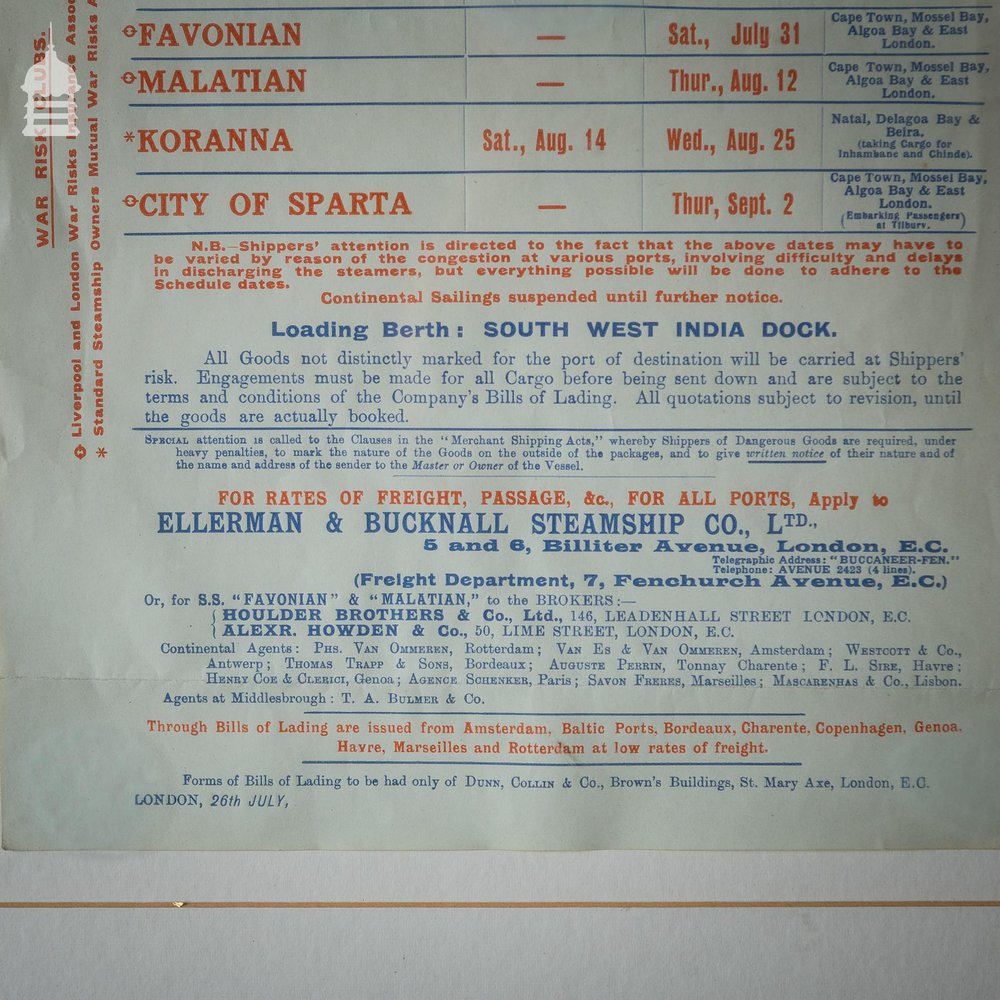 WAR RISK CLUBS.
Liverpool and London War Risks Insurance Assoc
* Standard Steamship Owners Mutual War Risks A
FAVONIAN — Sat., July 31 Cape Town, Mossel Bay,
Algoa Bay & East
London.
MALATIAN — Thur., Aug. 12 Cape Town, Mossel Bay,
Algoa Bay & East
London.
*KORANNA Sat., Aug. 14 Wed., Aug. 25 Natal, Delagoa Bay &
Beira.
(taking Cargo for
Inhambane and Chinde).
CITY OF SPARTA — Thur, Sept. 2 Cape Town, Mossel Bay,
Algoa Bay & East
London.
(Embarking Passengers
at Tilbury.)
N.B.—Shippers' attention is directed to the fact that the above dates may have to
be varied by reason of the congestion at various ports, involving difficulty and delays
in discharging the steamers, but everything possible will be done to adhere to the
Schedule dates.
Continental Sailings suspended until further notice.
Loading Berth: SOUTH WEST INDIA DOCK.
All Goods not distinctly marked for the port of destination will be carried at Shippers'
risk. Engagements must be made for all Cargo before being sent down and are subject to the
terms and conditions of the Company's Bills of Lading. All quotations subject to revision, until
the goods are actually booked.
SPECIAL attention is called to the Clauses in the "Merchant Shipping Acts," whereby Shippers of Dangerous Goods are required, under
heavy penalties, to mark the nature of the Goods on the outside of the packages, and to give written notice of their nature and of
the name and address of the sender to the Master or Owner of the Vessel.
FOR RATES OF FREIGHT, PASSAGE, &c., FOR ALL PORTS, Apply to
ELLERMAN & BUCKNALL STEAMSHIP CO., LTD.,
5 and 6, Billiter Avenue, London, E.C.
Telegraphic Address: "BUCCANEER-FEN."
Telephone: AVENUE 2423 (4 lines).
(Freight Department, 7, Fenchurch Avenue, E.C.)
Or, for S.S. "FAVONIAN" & "MALATIAN," to the BROKERS:—
HOULDER BROTHERS & Co., Ltd., 146, LEADENHALL STREET LONDON, E.C.
ALEXR. HOWDEN & Co., 50, LIME STREET, LONDON, E.C.
Continental Agents: PHS. VAN OMMEREN, Rotterdam; VAN ES & VAN OMMEREN, Amsterdam; WESTCOTT & Co.,
Antwerp; THOMAS TRAPP & SONS, Bordeaux; AUGUSTE PERRIN, Tonnay Charente; F. L. SIRE, Havre;
HENRY COE & CLERICI, Genoa; AGENCE SCHENKER, Paris; SAVON FRERES, Marseilles; MASCARENHAS & Co., Lisbon.
Agents at Middlesbrough: T. A. BULMER & Co.
Through Bills of Lading are issued from Amsterdam, Baltic Ports, Bordeaux, Charente, Copenhagen, Genoa,
Havre, Marseilles and Rotterdam at low rates of freight.
Forms of Bills of Lading to be had only of DUNN, COLLIN & Co., Brown's Buildings, St. Mary Axe, London, E.C.
LONDON, 26th JULY,